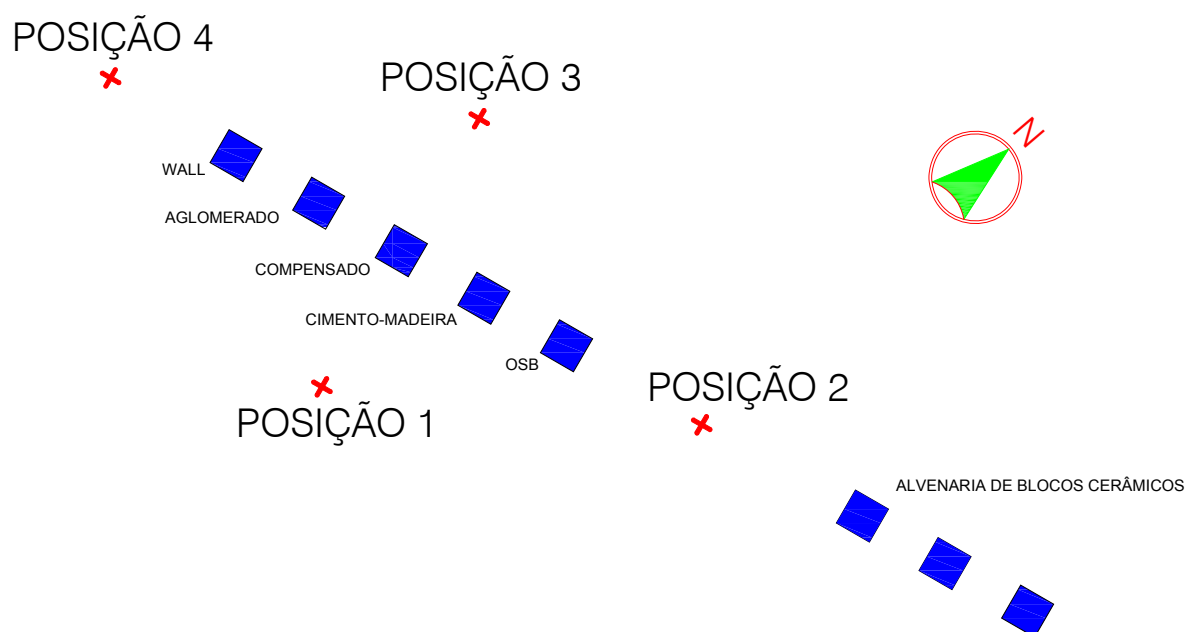 POSIÇÃO 4
POSIÇÃO 3
N
WALL
AGLOMERADO
COMPENSADO
CIMENTO-MADEIRA
OSB
POSIÇÃO 2
POSIÇÃO 1
ALVENARIA DE BLOCOS CERÂMICOS